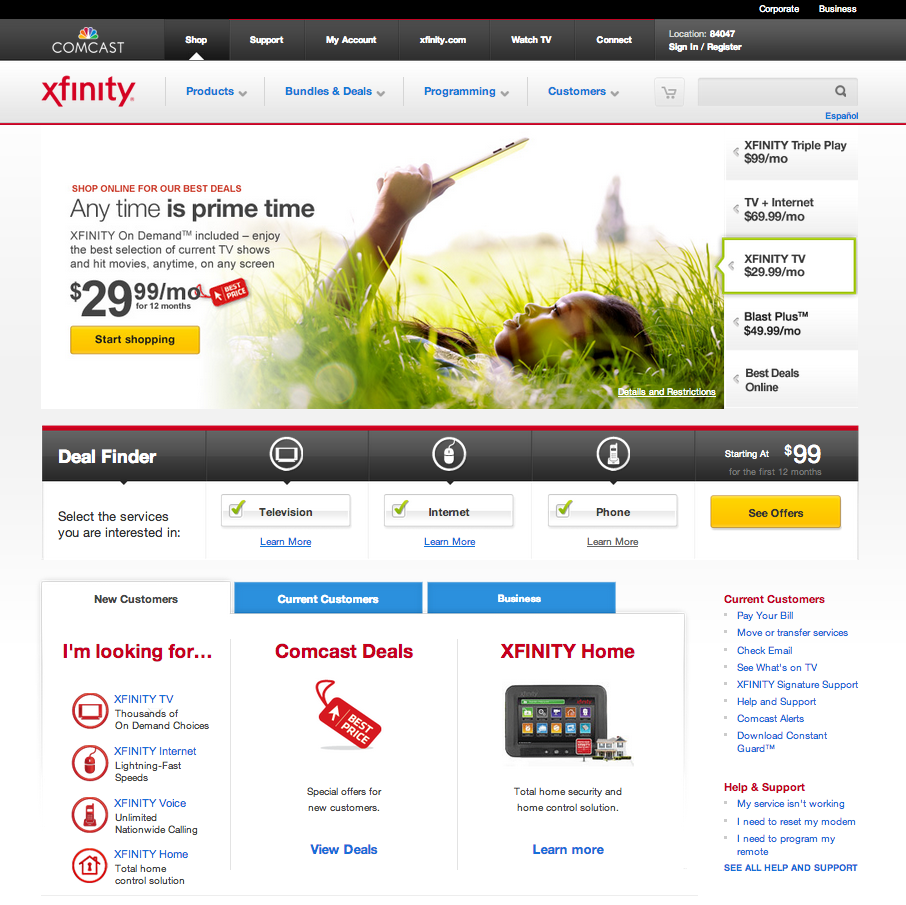 Corporate Business
COMCAST
Shop Support My Account xfinity.com Watch TV Connect
Location: 84047
Sign In / Register
xfinity
Products Bundles & Deals Programming Customers
Español
SHOP ONLINE FOR OUR BEST DEALS
Any time is prime time
XFINITY On Demand™ included – enjoy
the best selection of current TV shows
and hit movies, anytime, on any screen
$29.99/mo
for 12 months
BEST PRICE
Start shopping
Details and Restrictions
XFINITY Triple Play
$99/mo
TV + Internet
$69.99/mo
XFINITY TV
$29.99/mo
Blast Plus™
$49.99/mo
Best Deals
Online
Deal Finder
Starting At $99
for the first 12 months
Select the services
you are interested in:
Television Internet Phone
See Offers
Learn More Learn More Learn More
New Customers Current Customers Business
I'm looking for...
XFINITY TV
Thousands of
On Demand Choices
XFINITY Internet
Lightning-Fast
Speeds
XFINITY Voice
Unlimited
Nationwide Calling
XFINITY Home
Total home
control solution
Comcast Deals
BEST
PRICE
Special offers for
new customers.
View Deals
XFINITY Home
xfinity
Total home security and
home control solution.
Learn more
Current Customers
Pay Your Bill
Move or transfer services
Check Email
See What's on TV
XFINITY Signature Support
Help and Support
Comcast Alerts
Download Constant
Guard™
Help & Support
My service isn't working
I need to reset my modem
I need to program my
remote
SEE ALL HELP AND SUPPORT